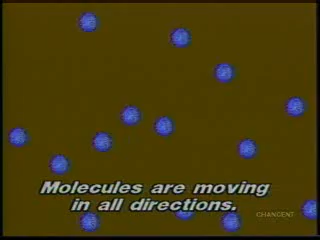 Molecules are moving
in all directions.
CHANGENT